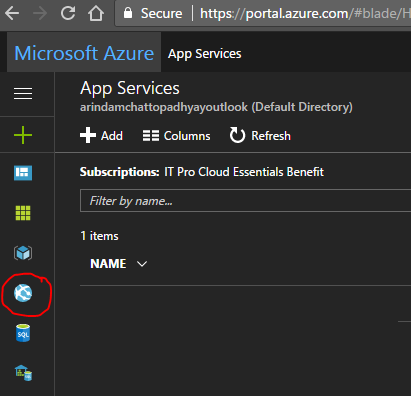 Secure https://portal.azure.com/#blade/H
Microsoft Azure App Services
App Services
arindamchattopadhyayoutlook (Default Directory)
Add Columns Refresh
Subscriptions: IT Pro Cloud Essentials Benefit
Filter by name...
1 items
NAME
SQL